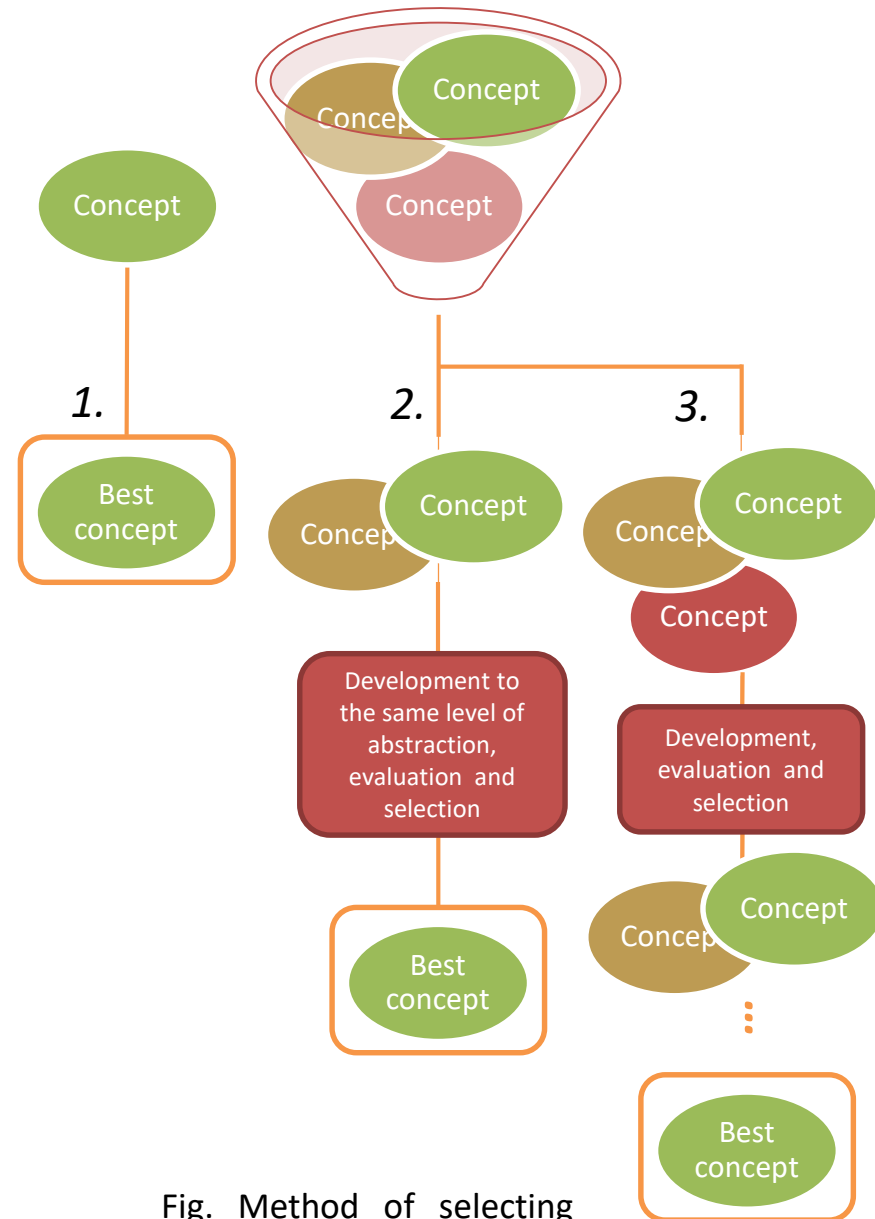 Concept
Concept
Concept
Concept
1.
2.
3.
Best
concept
Concept
Concept
Concept
Concept
Concept
Development to
the same level of
abstraction,
evaluation and
selection
Development,
evaluation and
selection
Concept
Concept
Best
concept
Best
concept
Fig. Method of selecting